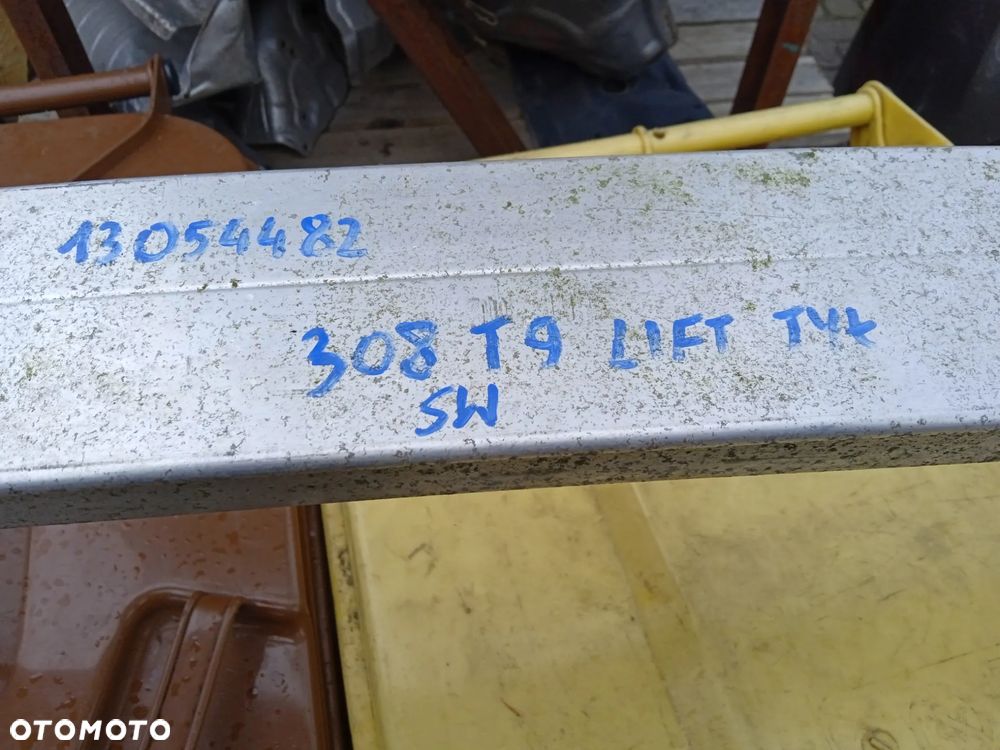 13054482
308 T9 LIFT TYŁ
SW
OTOMOTO